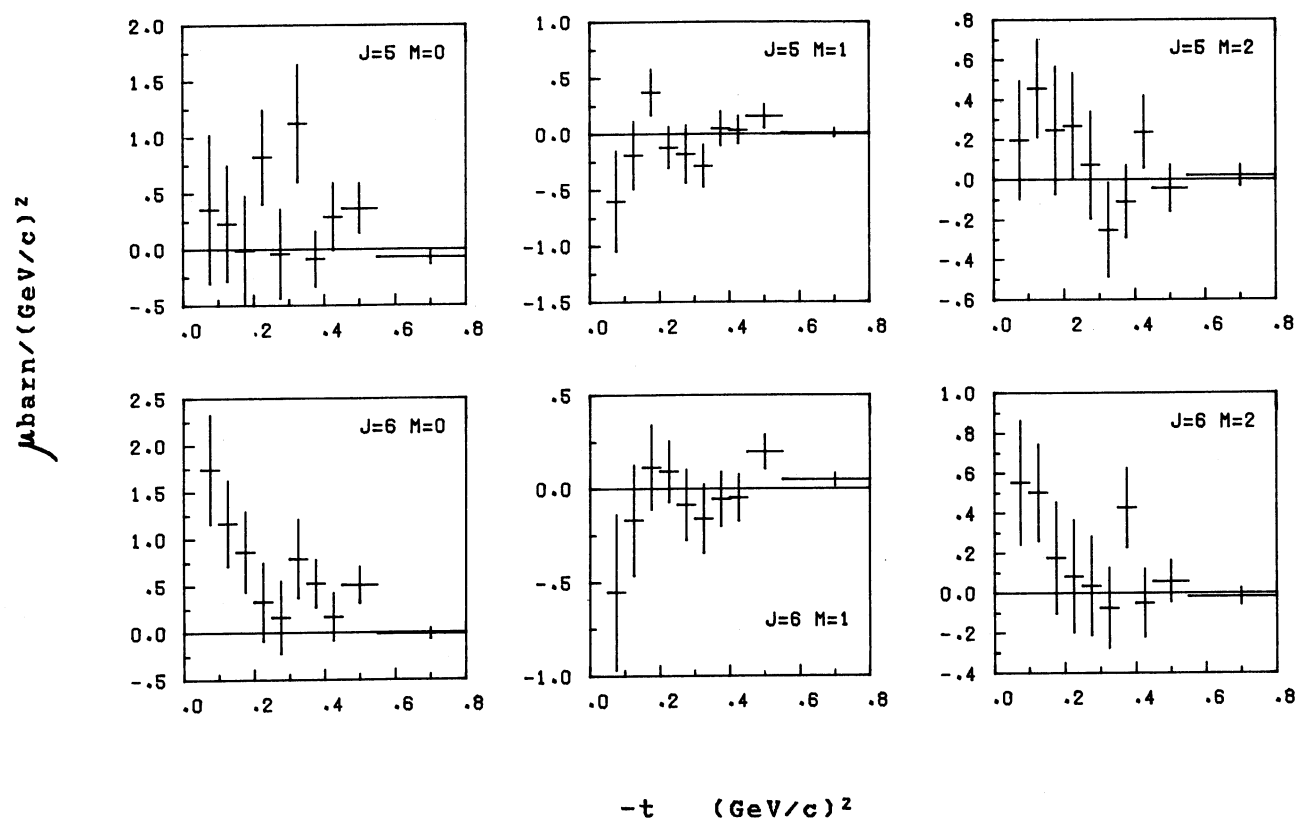 μbarn/(GeV/c)²
2.0
1.5
1.0
.5
0.0
-.5
J=5 M=0
.0 .2 .4 .6 .8
1.0
.5
0.0
-.5
-1.0
-1.5
J=5 M=1
.0 .2 .4 .6 .8
.8
.6
.4
.2
.0
-.2
-.4
-.6
J=5 M=2
.0 2 .4 .6 .8
2.5
2.0
1.5
1.0
.5
0.0
-.5
J=6 M=0
.0 .2 .4 .6 .8
.5
0.0
-.5
-1.0
J=6 M=1
.0 .2 .4 .6 .8
1.0
.8
.6
.4
.2
0.0
-.2
-.4
J=6 M=2
.0 .2 .4 .6 .8
-t (GeV/c)²